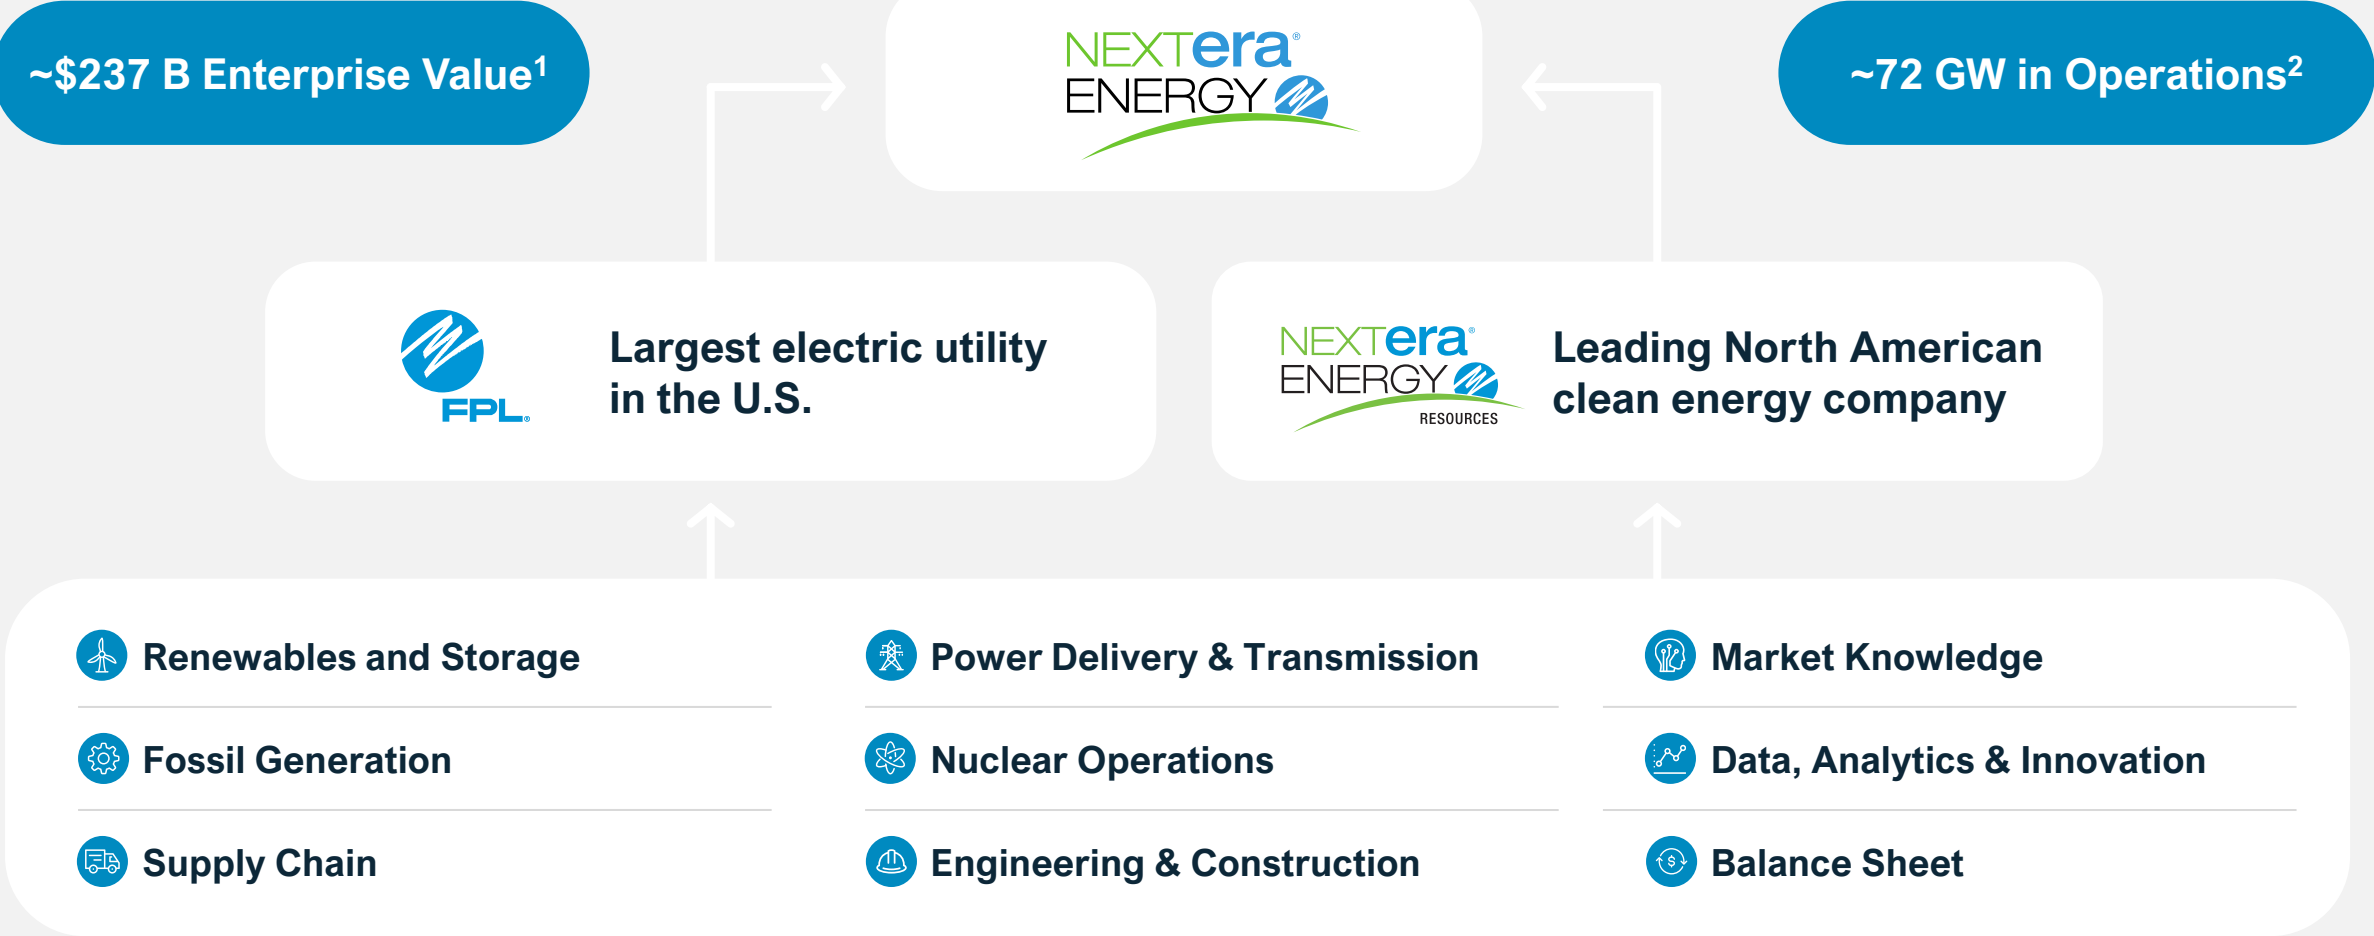 ~$237 B Enterprise Value¹
NEXTera®
ENERGY
~72 GW in Operations²
FPL®
Largest electric utility
in the U.S.
NEXTera®
ENERGY
RESOURCES
Leading North American
clean energy company
Renewables and Storage
Power Delivery & Transmission
Market Knowledge
Fossil Generation
Nuclear Operations
Data, Analytics & Innovation
Supply Chain
Engineering & Construction
Balance Sheet